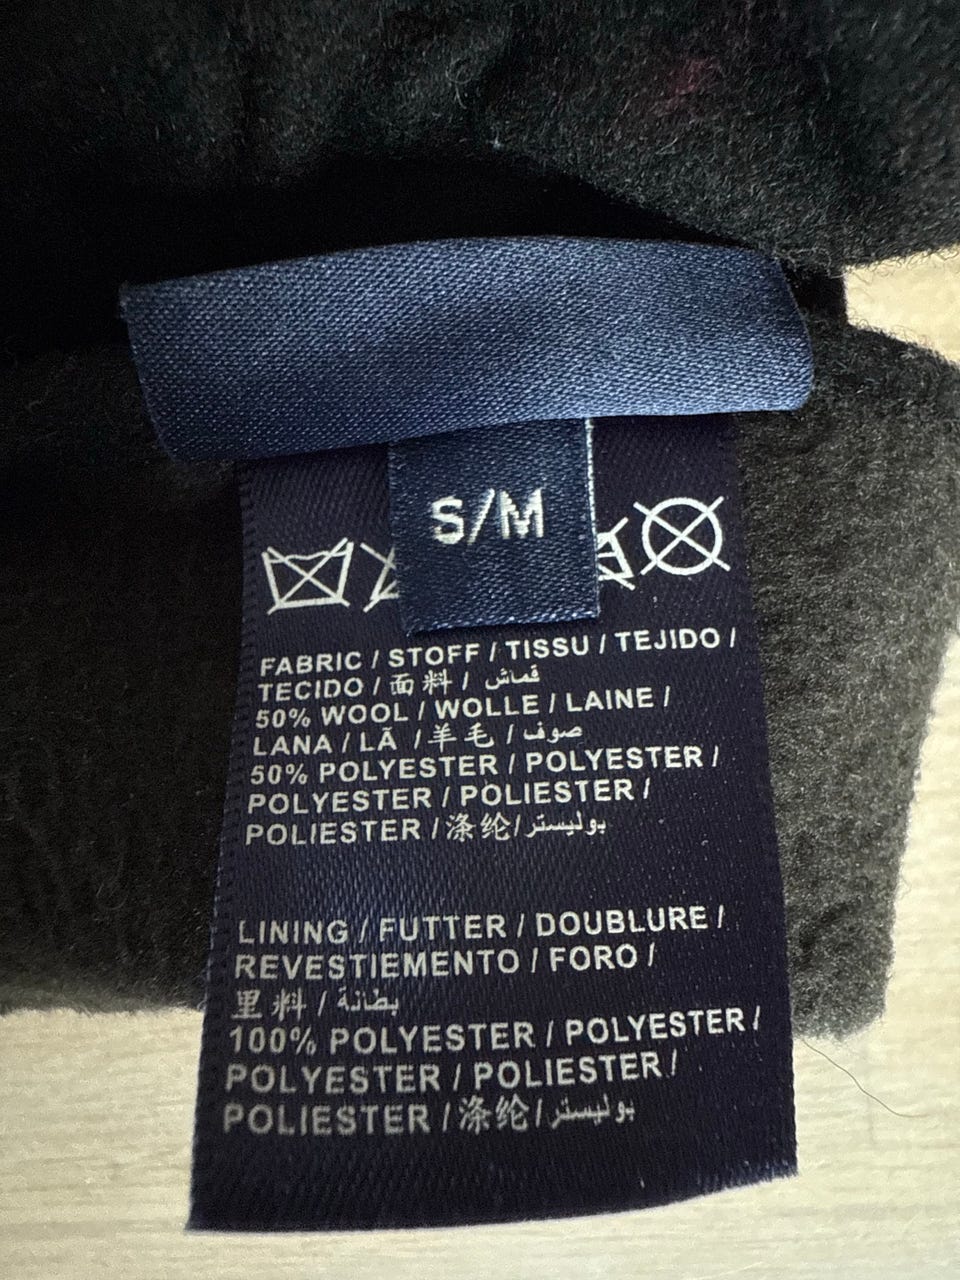 S/M
FABRIC / STOFF / TISSU / TEJIDO /
TECIDO / 面料 / قماش
50% WOOL / WOLLE / LAINE /
LANA / LÃ / 羊毛 / صوف
50% POLYESTER / POLYESTER /
POLYESTER / POLIESTER /
POLIESTER / 涤纶 / بوليستر
LINING / FUTTER / DOUBLURE /
REVESTIEMENTO / FORO /
里料 / بطانة
100% POLYESTER / POLYESTER /
POLYESTER / POLIESTER /
POLIESTER / 涤纶 / بوليستر